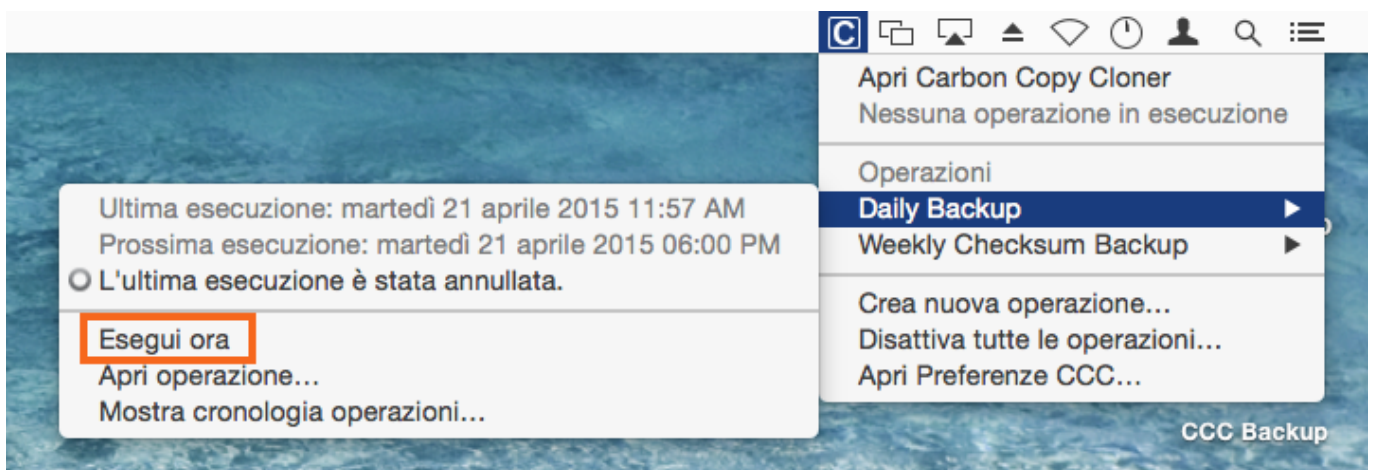 C
Apri Carbon Copy Cloner
Nessuna operazione in esecuzione
Operazioni
Daily Backup
Weekly Checksum Backup
Crea nuova operazione...
Disattiva tutte le operazioni...
Apri Preferenze CCC...
Ultima esecuzione: martedì 21 aprile 2015 11:57 AM
Prossima esecuzione: martedì 21 aprile 2015 06:00 PM
L'ultima esecuzione è stata annullata.
Esegui ora
Apri operazione...
Mostra cronologia operazioni...
CCC Backup